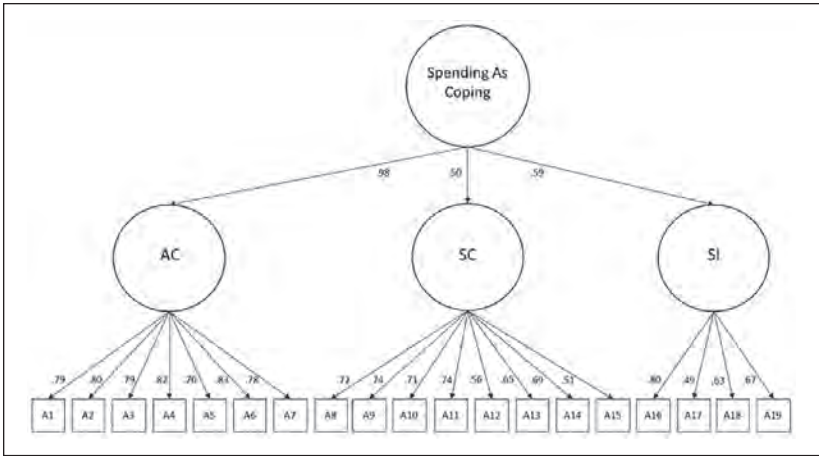 Spending As
Coping
.98 .50 .59
AC SC SI
.79 .80 .79 .82 .76 .83 .78 .72 .74 .71 .74 .56 .65 .69 .51 .80 .49 .63 .67
A1 A2 A3 A4 A5 A6 A7 A8 A9 A10 A11 A12 A13 A14 A15 A16 A17 A18 A19